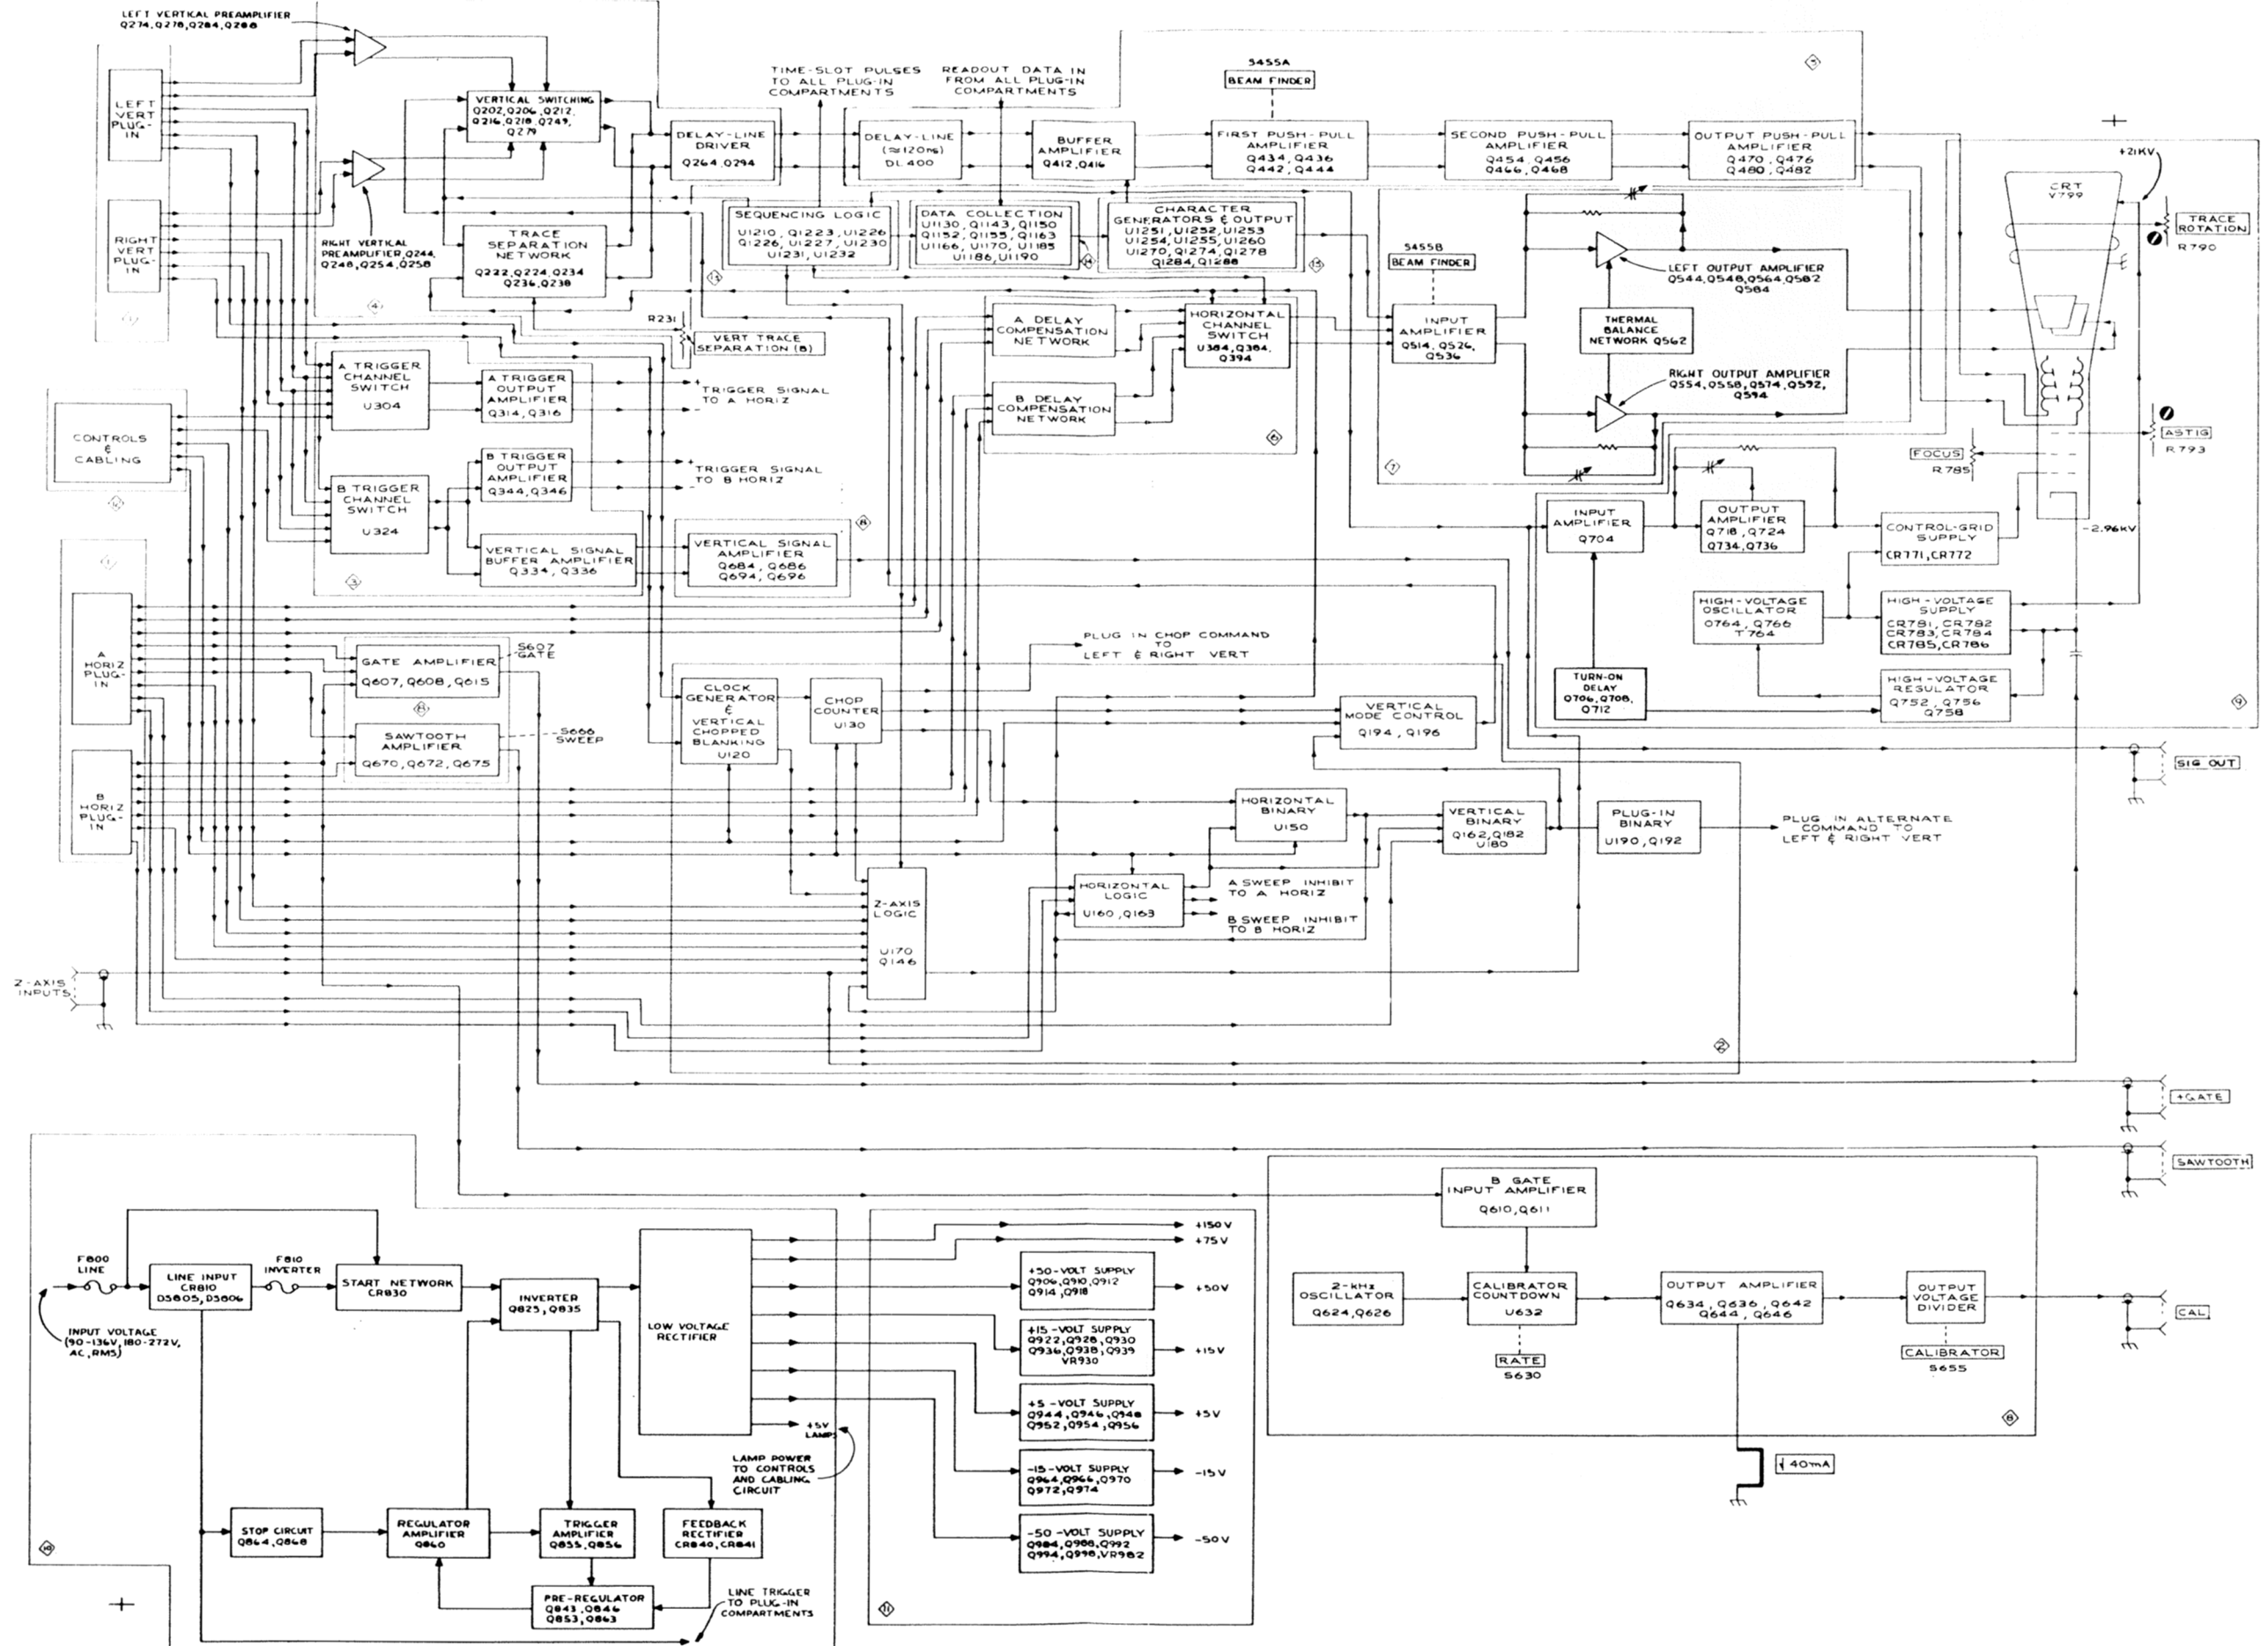 LEFT VERTICAL PREAMPLIFIER
Q274,Q278,Q284,Q288
LEFT
VERT
PLUG-
IN
RIGHT
VERT
PLUG-
IN
RIGHT VERTICAL
PREAMPLIFIER,Q244,
Q248,Q254,Q258
VERTICAL SWITCHING
Q202,Q206,Q212,
Q216,Q218,Q249,
Q279
TRACE
SEPARATION
NETWORK
Q222,Q224,Q234
Q236,Q238
4
DELAY-LINE
DRIVER
Q264,Q294
TIME-SLOT PULSES
TO ALL PLUG-IN
COMPARTMENTS
READOUT DATA IN
FROM ALL PLUG-IN
COMPARTMENTS
DELAY-LINE
(≈120ns)
DL400
BUFFER
AMPLIFIER
Q412,Q416
S455A
BEAM FINDER
FIRST PUSH-PULL
AMPLIFIER
Q434,Q436
Q442,Q444
SECOND PUSH-PULL
AMPLIFIER
Q454,Q456
Q466,Q468
OUTPUT PUSH-PULL
AMPLIFIER
Q470,Q476
Q480,Q482
5
SEQUENCING LOGIC
U1210,Q1223,U1226
Q1226,U1227,U1230
U1231,U1232
13
DATA COLLECTION
U1130,Q1143,Q1150
Q1152,Q1155,Q1163
U1166,U1170,U1185
U1186,U1190
14
CHARACTER
GENERATORS & OUTPUT
U1251,U1252,U1253
U1254,U1255,U1260
U1270,Q1274,Q1278
Q1284,Q1288
15
S455B
BEAM FINDER
INPUT
AMPLIFIER
Q514,Q526,
Q536
LEFT OUTPUT AMPLIFIER
Q544,Q548,Q564,Q582
Q584
THERMAL
BALANCE
NETWORK Q562
RIGHT OUTPUT AMPLIFIER
Q554,Q558,Q574,Q592,
Q594
7
+21KV
CRT
V799
TRACE
ROTATION
R790
ASTIG
R793
FOCUS
R785
-2.96kV
R231
VERT TRACE
SEPARATION (B)
A DELAY
COMPENSATION
NETWORK
B DELAY
COMPENSATION
NETWORK
HORIZONTAL
CHANNEL
SWITCH
U384,Q384,
Q394
6
CONTROLS
&
CABLING
A TRIGGER
CHANNEL
SWITCH
U304
A TRIGGER
OUTPUT
AMPLIFIER
Q314,Q316
+
TRIGGER SIGNAL
TO A HORIZ
-
B TRIGGER
CHANNEL
SWITCH
U324
B TRIGGER
OUTPUT
AMPLIFIER
Q344,Q346
+
TRIGGER SIGNAL
TO B HORIZ
-
VERTICAL SIGNAL
BUFFER AMPLIFIER
Q334,Q336
VERTICAL SIGNAL
AMPLIFIER
Q684,Q686
Q694,Q696
8
3
INPUT
AMPLIFIER
Q704
OUTPUT
AMPLIFIER
Q718,Q724
Q734,Q736
CONTROL-GRID
SUPPLY
CR771,CR772
HIGH-VOLTAGE
OSCILLATOR
Q764,Q766
T764
HIGH-VOLTAGE
SUPPLY
CR781,CR782
CR783,CR784
CR785,CR786
HIGH-VOLTAGE
REGULATOR
Q752,Q756
Q758
TURN-ON
DELAY
Q706,Q708,
Q712
9
A
HORIZ
PLUG-
IN
B
HORIZ
PLUG-
IN
GATE AMPLIFIER
Q607,Q608,Q615
S607
GATE
8
SAWTOOTH
AMPLIFIER
Q670,Q672,Q675
S666
SWEEP
CLOCK
GENERATOR
&
VERTICAL
CHOPPED
BLANKING
U120
CHOP
COUNTER
U130
PLUG IN CHOP COMMAND
TO
LEFT & RIGHT VERT
VERTICAL
MODE CONTROL
Q194,Q196
HORIZONTAL
BINARY
U150
VERTICAL
BINARY
Q162,Q182
U180
PLUG-IN
BINARY
U190,Q192
PLUG IN ALTERNATE
COMMAND TO
LEFT & RIGHT VERT
SIG OUT
Z-AXIS
LOGIC
U170
Q146
HORIZONTAL
LOGIC
U160,Q163
A SWEEP INHIBIT
TO A HORIZ
B SWEEP INHIBIT
TO B HORIZ
Z-AXIS
INPUTS
2
+GATE
SAWTOOTH
F800
LINE
LINE INPUT
CR810
DS805,DS806
F810
INVERTER
START NETWORK
CR830
INVERTER
Q825,Q835
LOW VOLTAGE
RECTIFIER
INPUT VOLTAGE
(90-136V,180-272V,
AC,RMS)
+5V
LAMPS
LAMP POWER
TO CONTROLS
AND CABLING
CIRCUIT
STOP CIRCUIT
Q864,Q868
REGULATOR
AMPLIFIER
Q860
TRIGGER
AMPLIFIER
Q855,Q856
FEEDBACK
RECTIFIER
CR840,CR841
PRE-REGULATOR
Q843,Q846
Q853,Q863
LINE TRIGGER
TO PLUG-IN
COMPARTMENTS
10
+150V
+75V
+50-VOLT SUPPLY
Q906,Q910,Q912
Q914,Q918
+50V
+15-VOLT SUPPLY
Q922,Q928,Q930
Q936,Q938,Q939
VR930
+15V
+5-VOLT SUPPLY
Q944,Q946,Q948
Q952,Q954,Q956
+5V
-15-VOLT SUPPLY
Q964,Q966,Q970
Q972,Q974
-15V
-50-VOLT SUPPLY
Q984,Q988,Q992
Q994,Q998,VR982
-50V
11
B GATE
INPUT AMPLIFIER
Q610,Q611
2-kHz
OSCILLATOR
Q624,Q626
CALIBRATOR
COUNTDOWN
U632
RATE
S630
OUTPUT AMPLIFIER
Q634,Q636,Q642
Q644,Q646
OUTPUT
VOLTAGE
DIVIDER
CALIBRATOR
S655
CAL
40mA
8